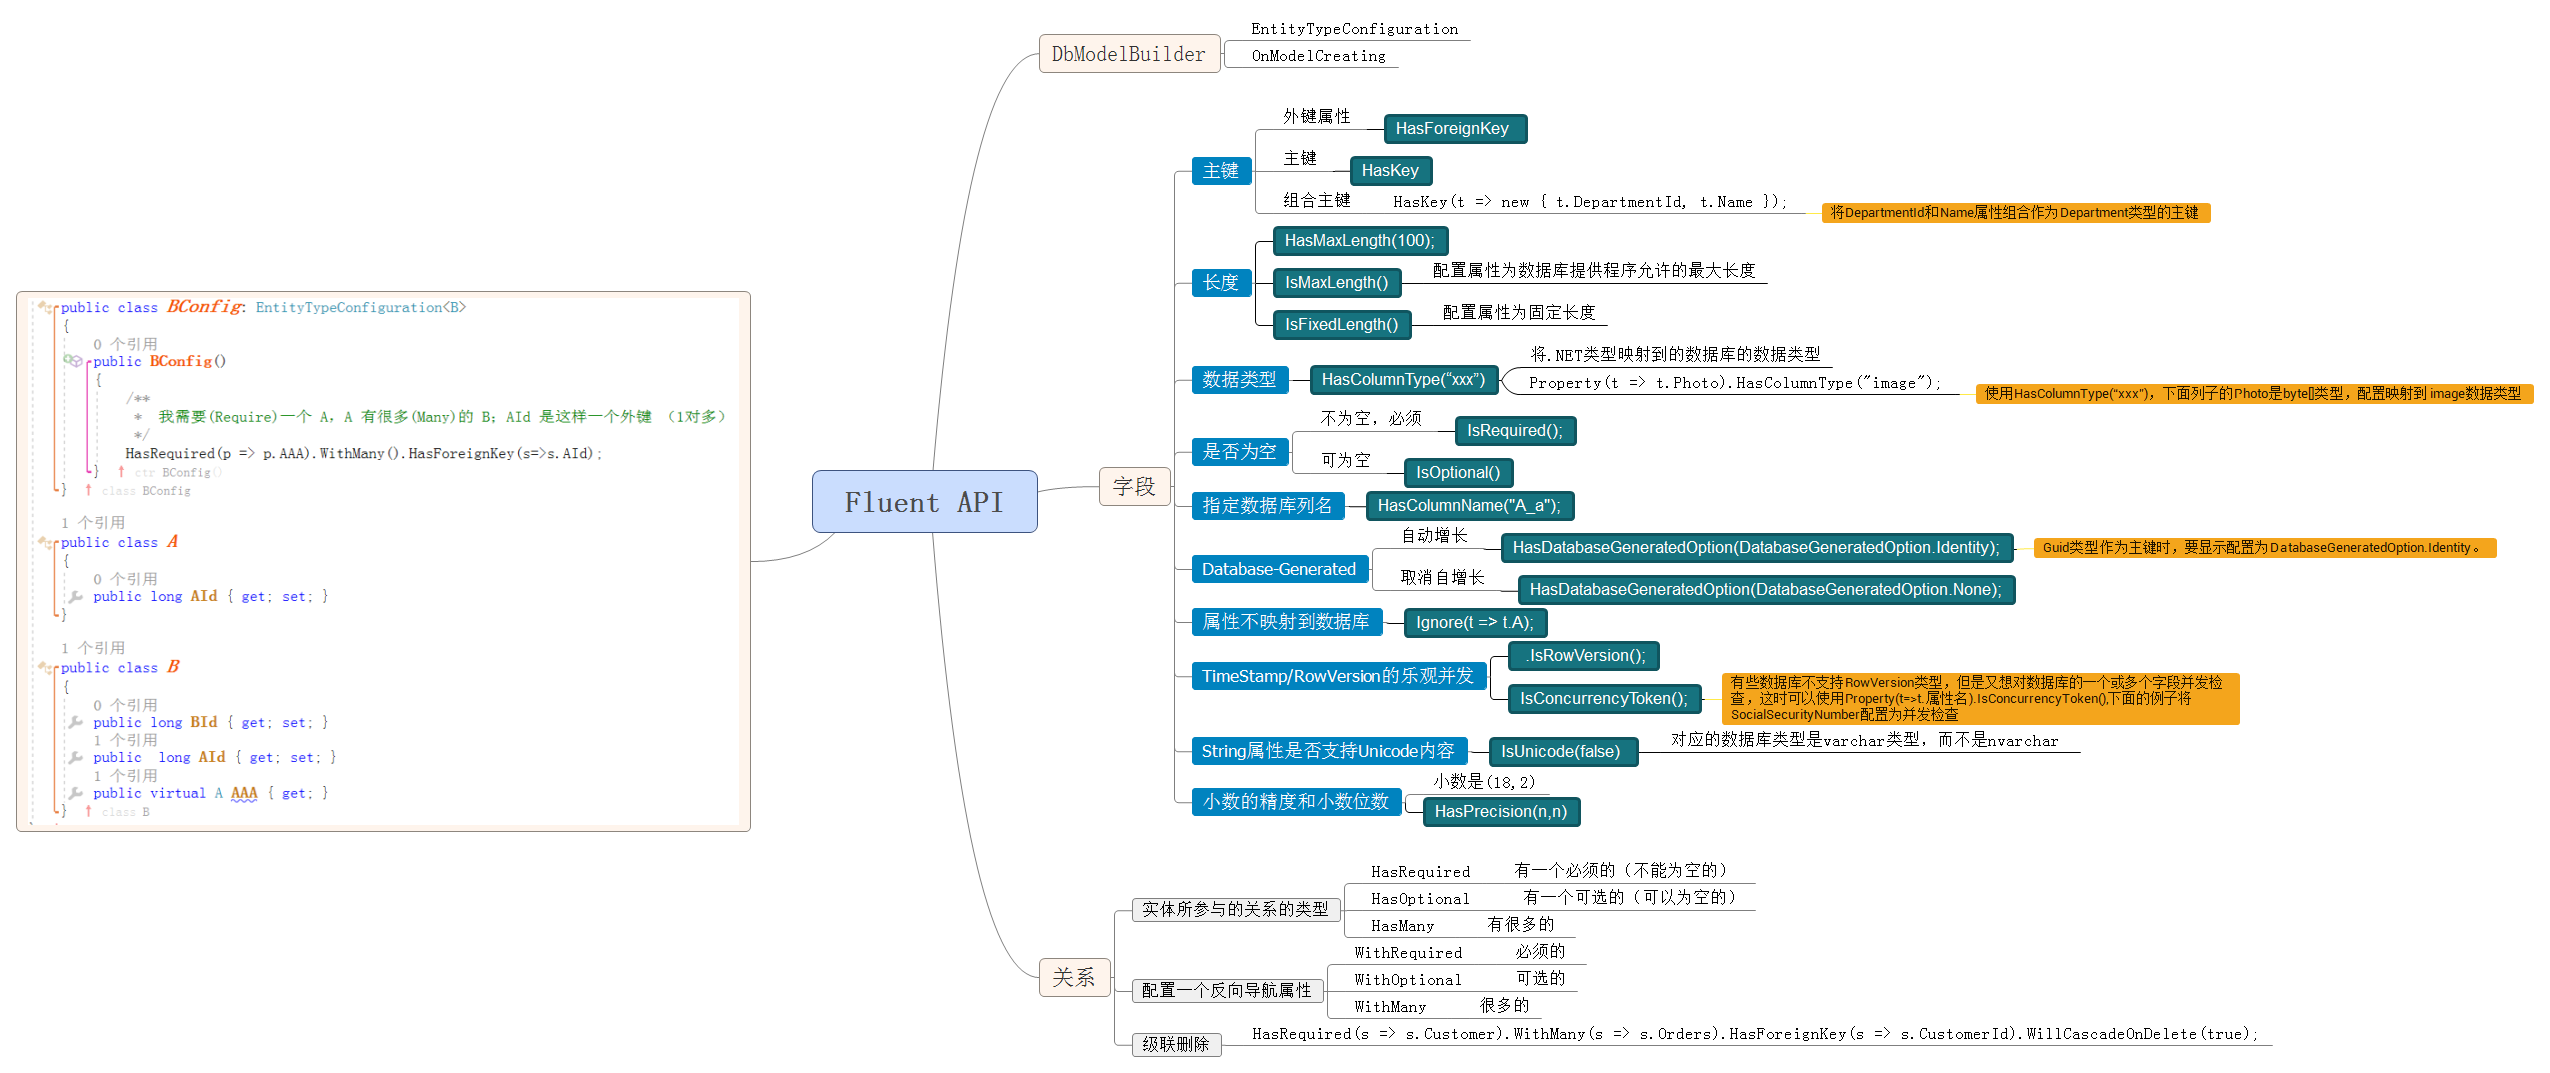 public class BConfig: EntityTypeConfiguration<B>
{
0 个引用
public BConfig()
{
/**
* 我需要(Require)一个 A，A 有很多(Many)的 B；AId 是这样一个外键 （1对多）
*/
HasRequired(p => p.AAA).WithMany().HasForeignKey(s=>s.AId);
} ctr BConfig()
} class BConfig
1 个引用
public class A
{
0 个引用
public long AId { get; set; }
}
1 个引用
public class B
{
0 个引用
public long BId { get; set; }
1 个引用
public  long AId { get; set; }
1 个引用
public virtual A AAA { get; }
} class B
Fluent API
DbModelBuilder
EntityTypeConfiguration
OnModelCreating
字段
主键
外键属性
HasForeignKey
主键
HasKey
组合主键 HasKey(t => new { t.DepartmentId, t.Name });
将DepartmentId和Name属性组合作为Department类型的主键
长度
HasMaxLength(100);
IsMaxLength()
配置属性为数据库提供程序允许的最大长度
IsFixedLength()
配置属性为固定长度
数据类型
HasColumnType(“xxx”)
将.NET类型映射到的数据库的数据类型
Property(t => t.Photo).HasColumnType("image");
使用HasColumnType(“xxx”)，下面列子的Photo是byte[]类型，配置映射到 image数据类型
是否为空
不为空，必须
IsRequired();
可为空
IsOptional()
指定数据库列名
HasColumnName("A_a");
Database-Generated
自动增长
HasDatabaseGeneratedOption(DatabaseGeneratedOption.Identity);
Guid类型作为主键时，要显示配置为 DatabaseGeneratedOption.Identity 。
取消自增长
HasDatabaseGeneratedOption(DatabaseGeneratedOption.None);
属性不映射到数据库
Ignore(t => t.A);
TimeStamp/RowVersion的乐观并发
.IsRowVersion();
IsConcurrencyToken();
有些数据库不支持RowVersion类型，但是又想对数据库的一个或多个字段并发检
查，这时可以使用Property(t=>t.属性名).IsConcurrencyToken(),下面的例子将
SocialSecurityNumber配置为并发检查
String属性是否支持Unicode内容
IsUnicode(false)
对应的数据库类型是varchar类型，而不是nvarchar
小数的精度和小数位数
小数是(18,2)
HasPrecision(n,n)
关系
实体所参与的关系的类型
HasRequired 有一个必须的（不能为空的）
HasOptional 有一个可选的（可以为空的）
HasMany 有很多的
配置一个反向导航属性
WithRequired 必须的
WithOptional 可选的
WithMany 很多的
级联删除
HasRequired(s => s.Customer).WithMany(s => s.Orders).HasForeignKey(s => s.CustomerId).WillCascadeOnDelete(true);